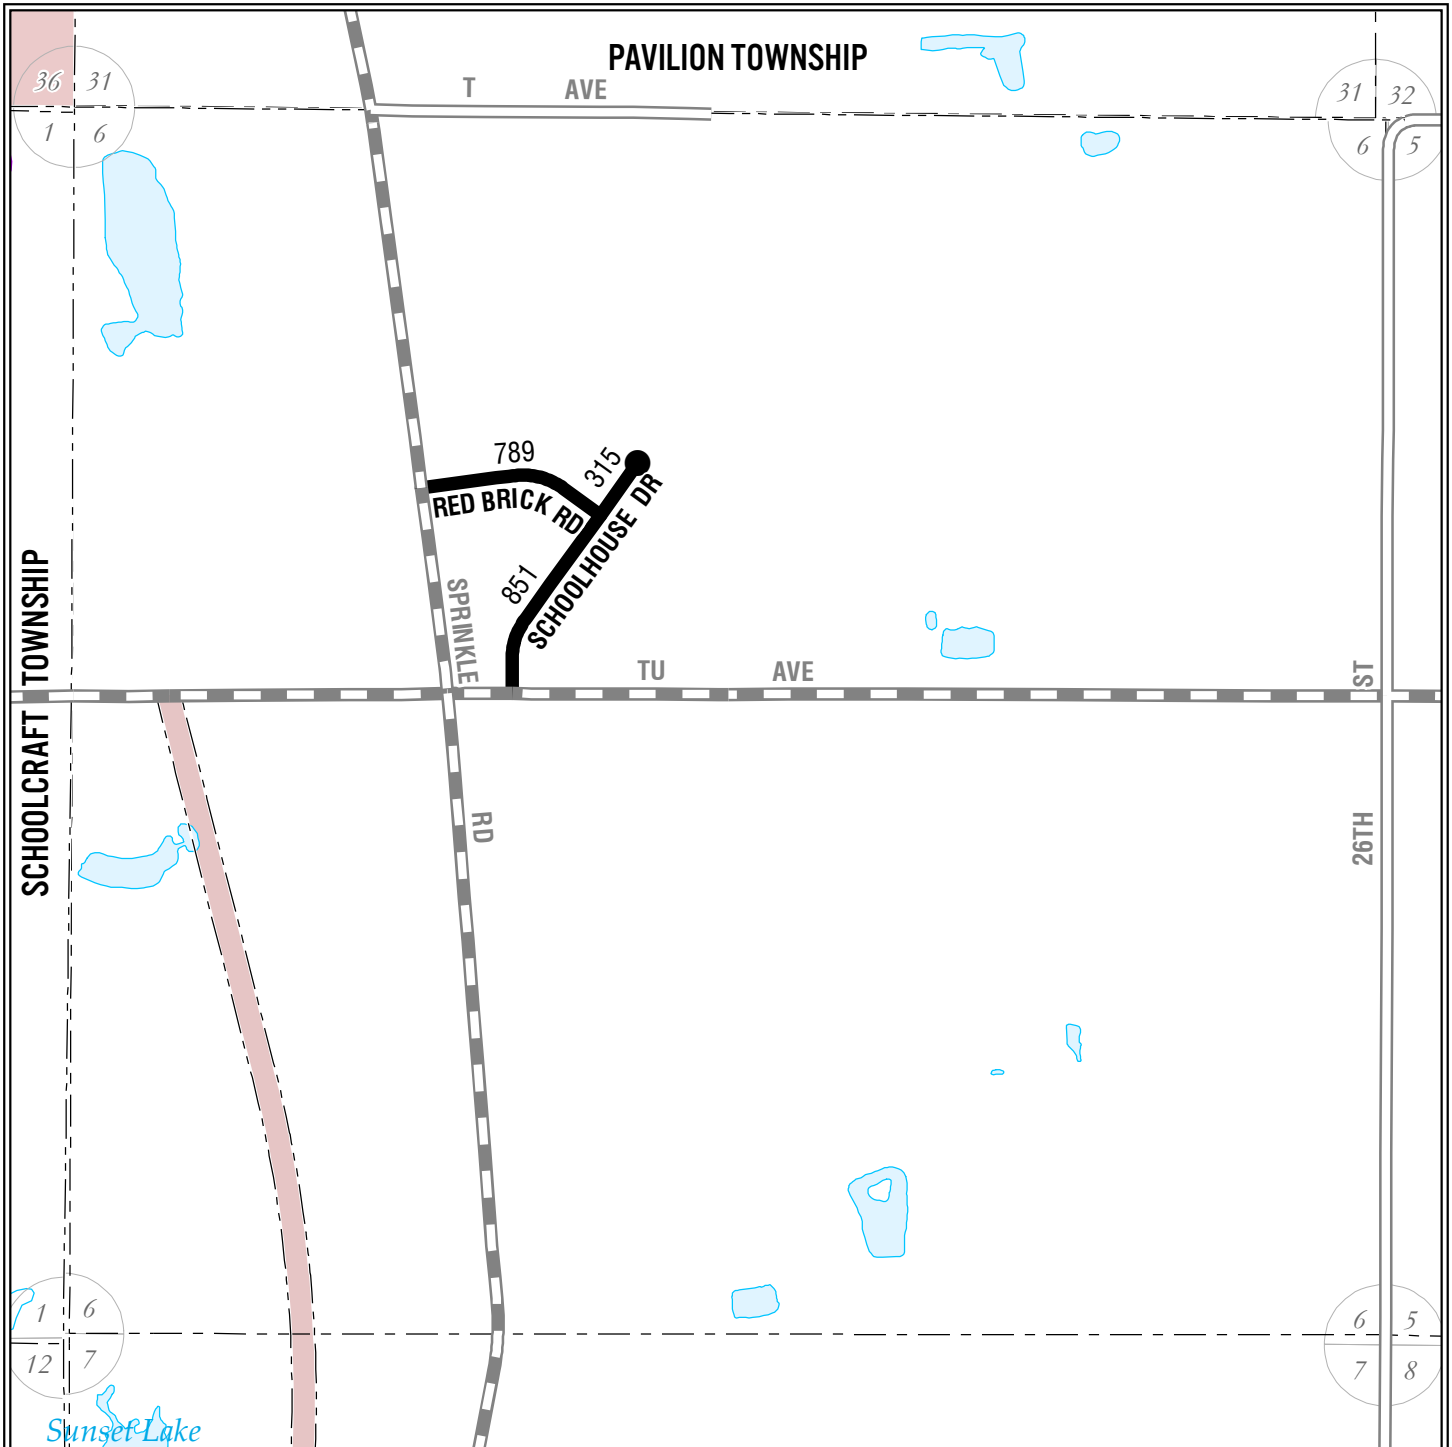 PAVILION TOWNSHIP
T AVE
36 31
1 6
31 32
6 5
789
315
RED BRICK RD
SCHOOLHOUSE DR
851
SCHOOLCRAFT TOWNSHIP
SPRINKLE RD
TU AVE
26TH ST
1 6
12 7
6 5
7 8
Sunset Lake